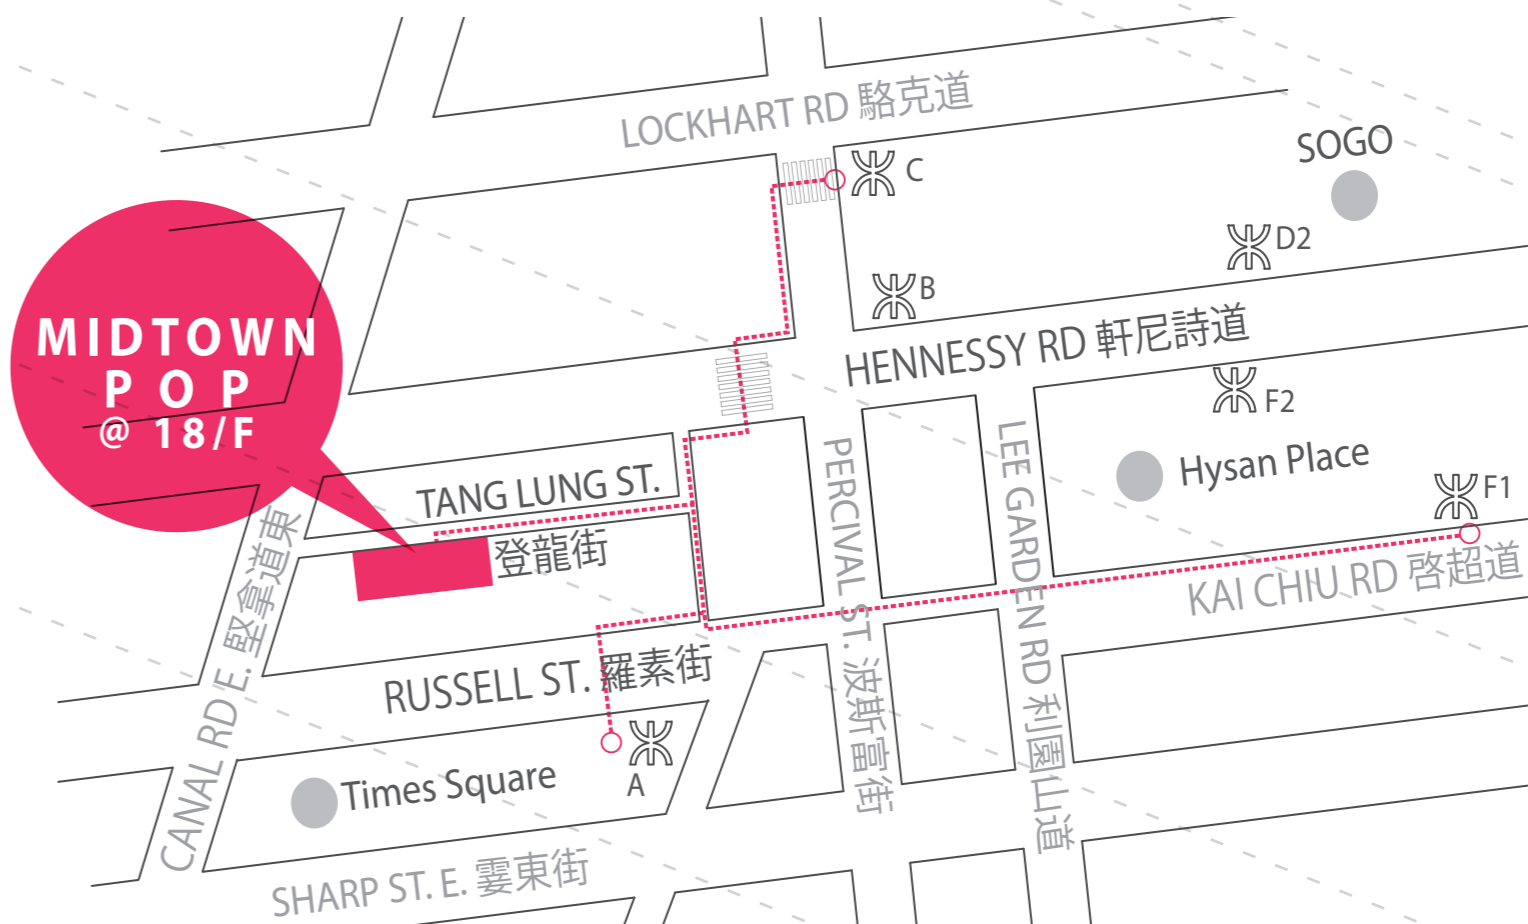 LOCKHART RD 駱克道
SOGO
C
D2
B
MIDTOWN
POP
@ 18/F
HENNESSY RD 軒尼詩道
F2
Hysan Place
F1
TANG LUNG ST.
登龍街
PERCIVAL ST. 波斯富街
LEE GARDEN RD 利園山道
KAI CHIU RD 啓超道
CANAL RD E. 堅拿道東
RUSSELL ST. 羅素街
Times Square
A
SHARP ST. E. 霎東街